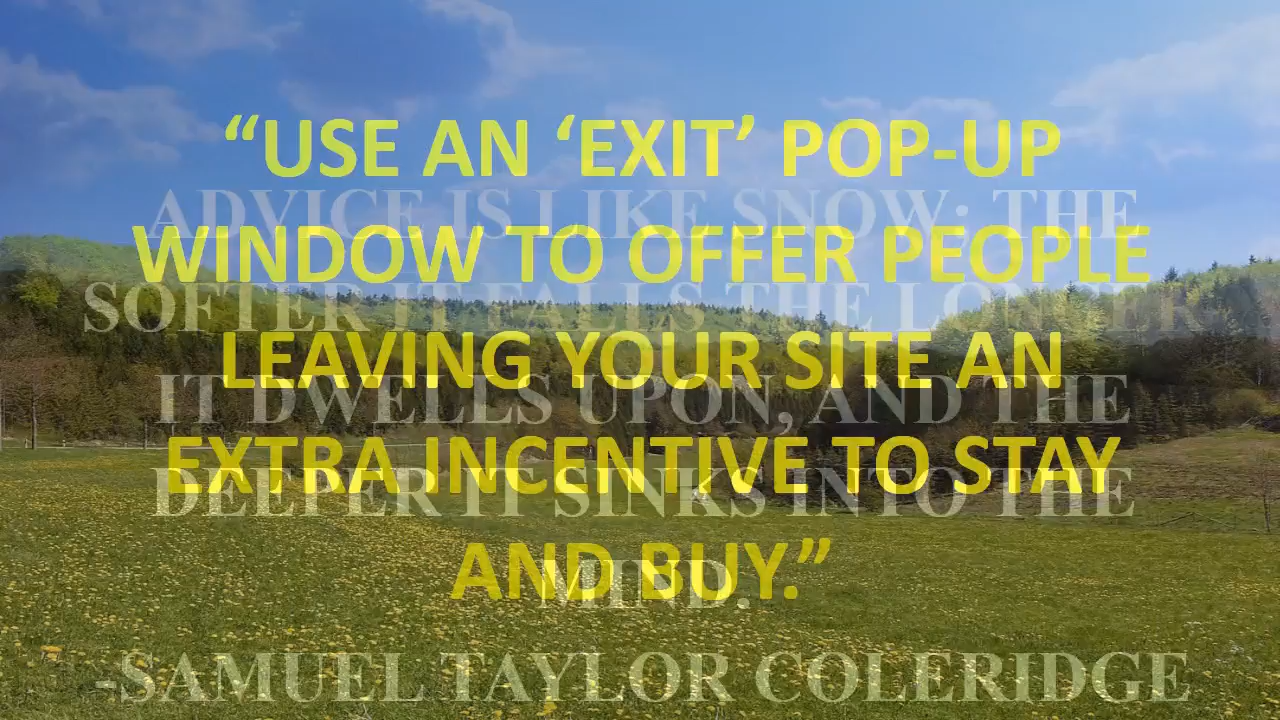 “USE AN ‘EXIT’ POP-UP
WINDOW TO OFFER PEOPLE
LEAVING YOUR SITE AN
EXTRA INCENTIVE TO STAY
AND BUY.”
ADVICE IS LIKE SNOW; THE
SOFTER IT FALLS THE LONGER
IT DWELLS UPON, AND THE
DEEPER IT SINKS INTO THE
MIND.
-SAMUEL TAYLOR COLERIDGE